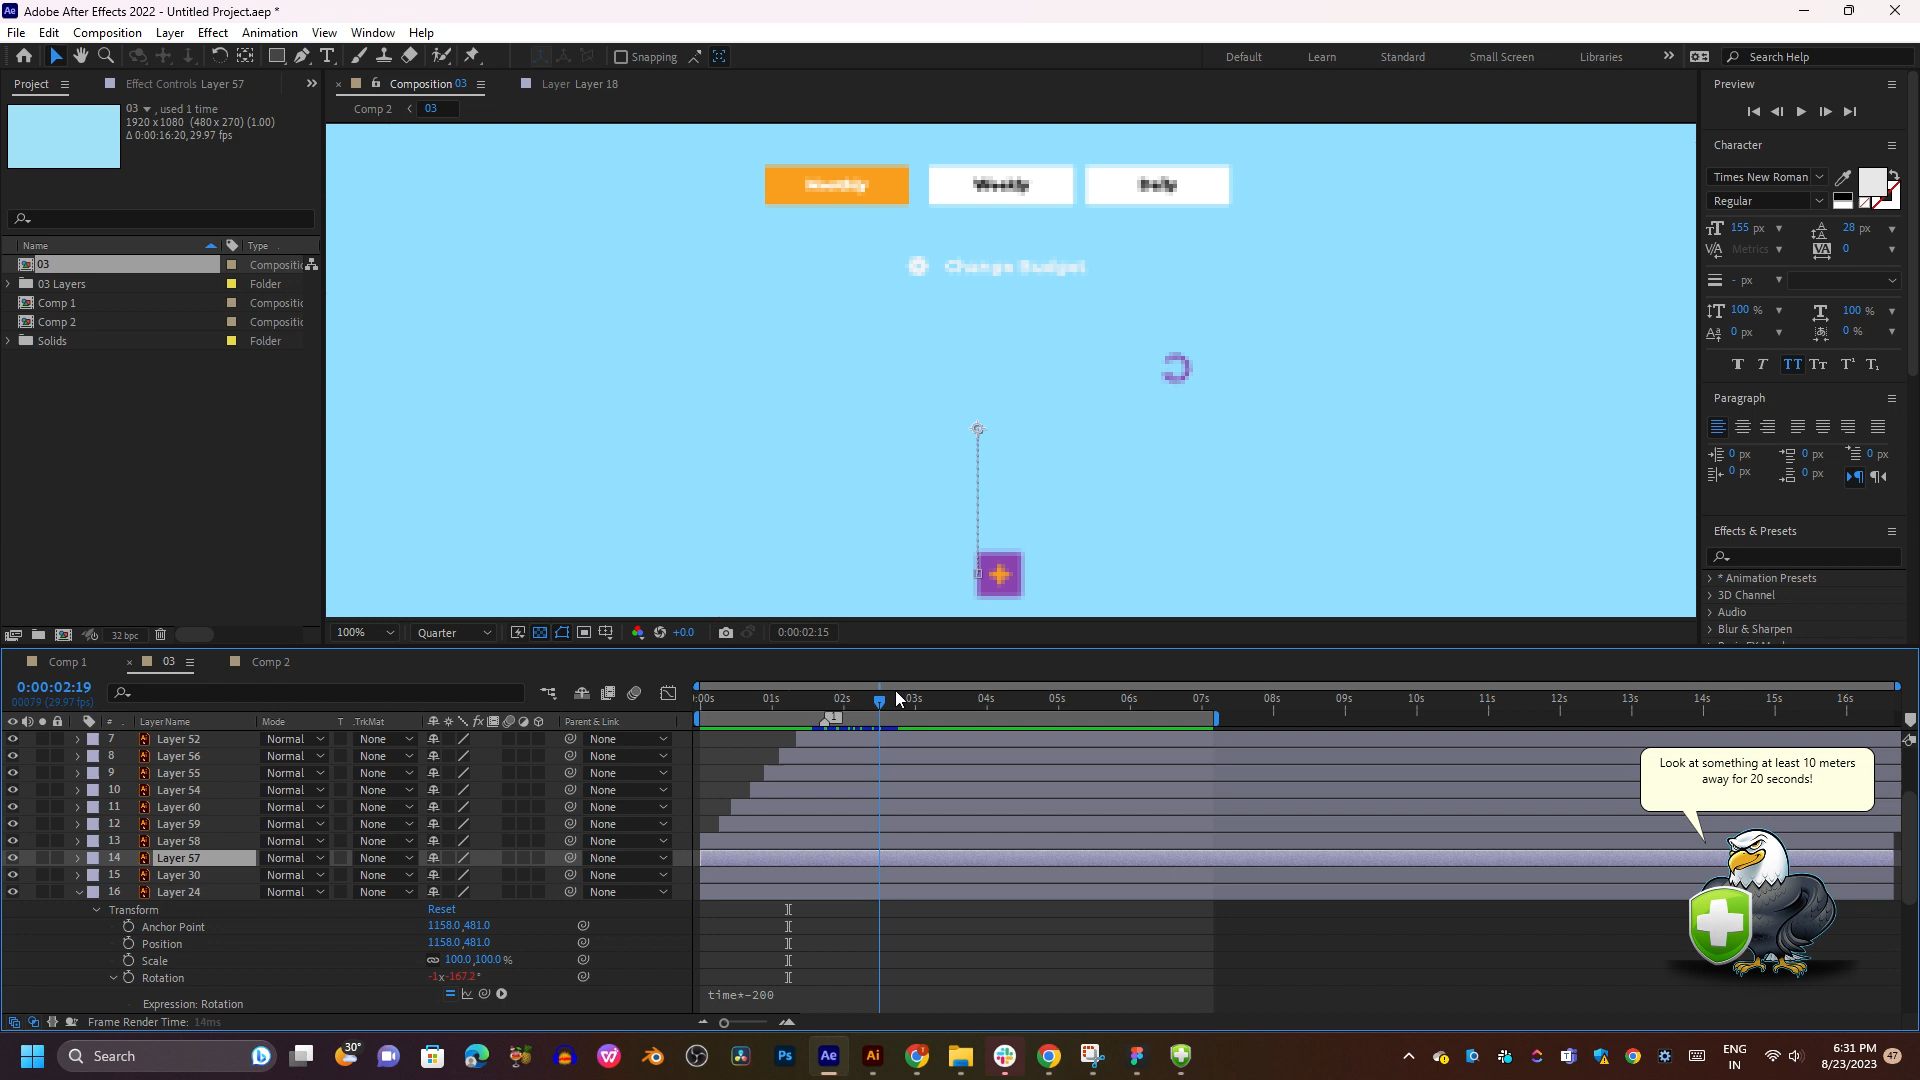 Adobe After Effects 2022 - Untitled Project.aep *
File Edit Composition Layer Effect Animation View Window Help
Snapping
Default Learn Standard Small Screen Libraries
Search Help
Project
Effect Controls Layer 57
Composition 03
Layer Layer 18
Comp 2 < 03
03 , used 1 time
1920 x 1080 (480 x 270) (1.00)
Δ 0:00:16:20, 29.97 fps
Name Type
03 Compositio
03 Layers Folder
Comp 1 Compositio
Comp 2 Compositio
Solids Folder
32 bpc
Monthly Weekly Daily
Change Budget
100% Quarter +0.0 0:00:02:15
Preview
Character
Times New Roman
Regular
155 px 28 px
Metrics 0
- px
100 % 100 %
0 px 0 %
Paragraph
0 px 0 px 0 px
0 px 0 px
Effects & Presets
* Animation Presets
3D Channel
Audio
Blur & Sharpen
Comp 1 03 Comp 2
0:00:02:19
00079 (29.97 fps)
:00s 01s 02s 03s 04s 05s 06s 07s 08s 09s 10s 11s 12s 13s 14s 15s 16s
# Layer Name Mode T .TrkMat Parent & Link
1
7 Layer 52 Normal None None
8 Layer 56 Normal None None
9 Layer 55 Normal None None
10 Layer 54 Normal None None
11 Layer 60 Normal None None
12 Layer 59 Normal None None
13 Layer 58 Normal None None
14 Layer 57 Normal None None
15 Layer 30 Normal None None
16 Layer 24 Normal None None
Transform Reset
Anchor Point 1158.0,481.0
Position 1158.0,481.0
Scale 100.0,100.0%
Rotation -1x-167.2°
Expression: Rotation time*-200
Frame Render Time: 14ms
Look at something at least 10 meters
away for 20 seconds!
Search
30°
ENG
IN
6:31 PM
8/23/2023
47